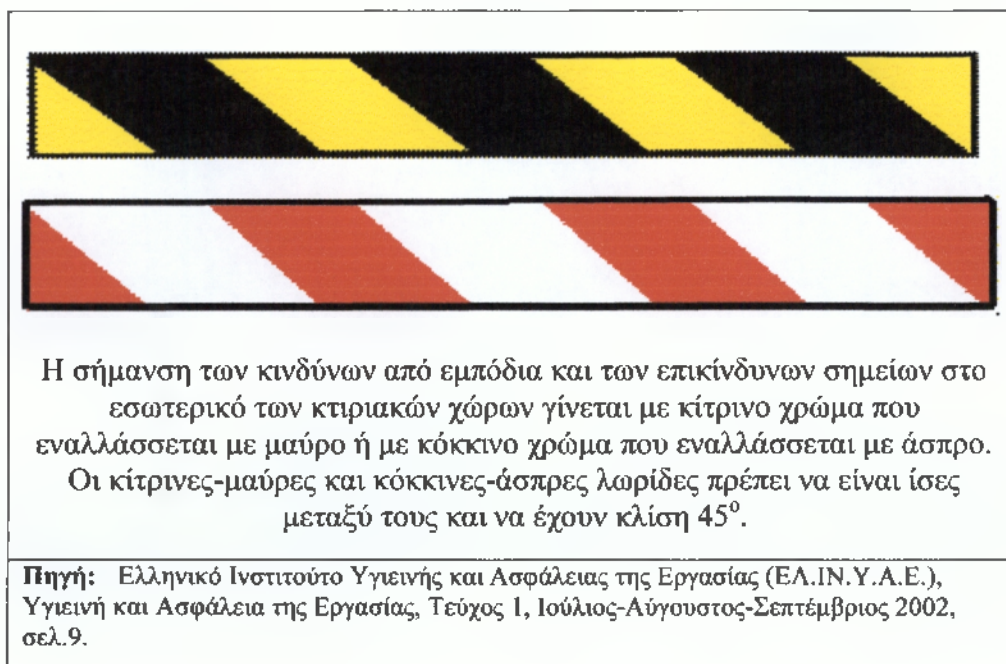 Η σήμανση των κινδύνων από εμπόδια και των επικίνδυνων σημείων στο
εσωτερικό των κτιριακών χώρων γίνεται με κίτρινο χρώμα που
εναλλάσσεται με μαύρο ή με κόκκινο χρώμα που εναλλάσσεται με άσπρο.
Οι κίτρινες-μαύρες και κόκκινες-άσπρες λωρίδες πρέπει να είναι ίσες
μεταξύ τους και να έχουν κλίση 45°.
Πηγή: Ελληνικό Ινστιτούτο Υγιεινής και Ασφάλειας της Εργασίας (ΕΛ.ΙΝ.Υ.Α.Ε.),
Υγιεινή και Ασφάλεια της Εργασίας, Τεύχος 1, Ιούλιος-Αύγουστος-Σεπτέμβριος 2002,
σελ.9.